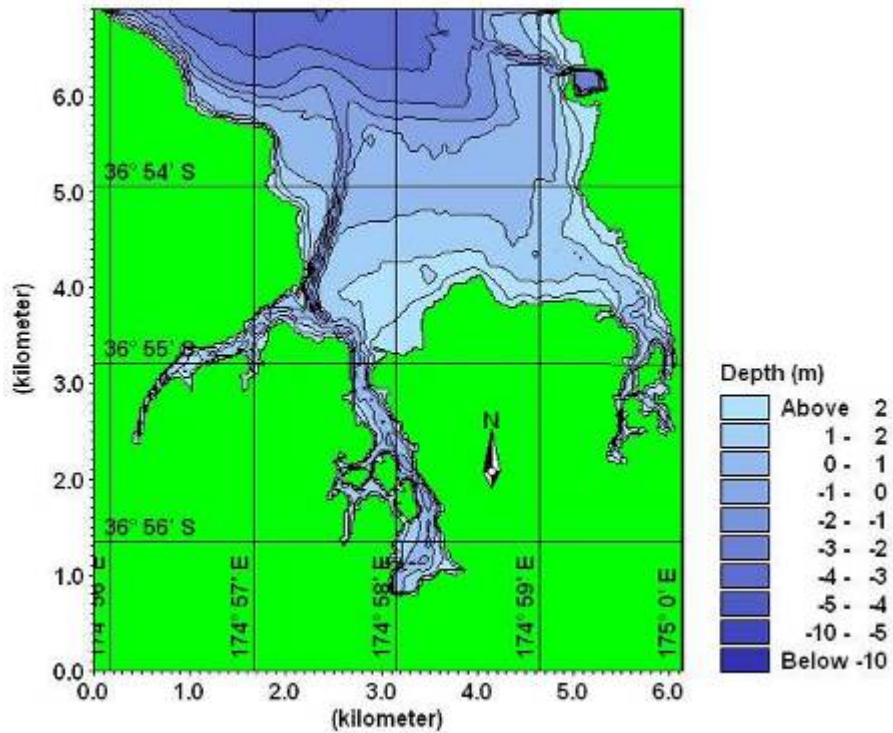 6.0
36° 54' S
5.0
4.0
36° 55' S
3.0
2.0
36° 56' S
1.0
0.0
(kilometer)
N
174° 56' E
174° 57' E
174° 58' E
174° 59' E
175° 0' E
0.0 1.0 2.0 3.0 4.0 5.0 6.0
(kilometer)
Depth (m)
Above 2
1 - 2
0 - 1
-1 - 0
-2 - -1
-3 - -2
-4 - -3
-5 - -4
-10 - -5
Below -10